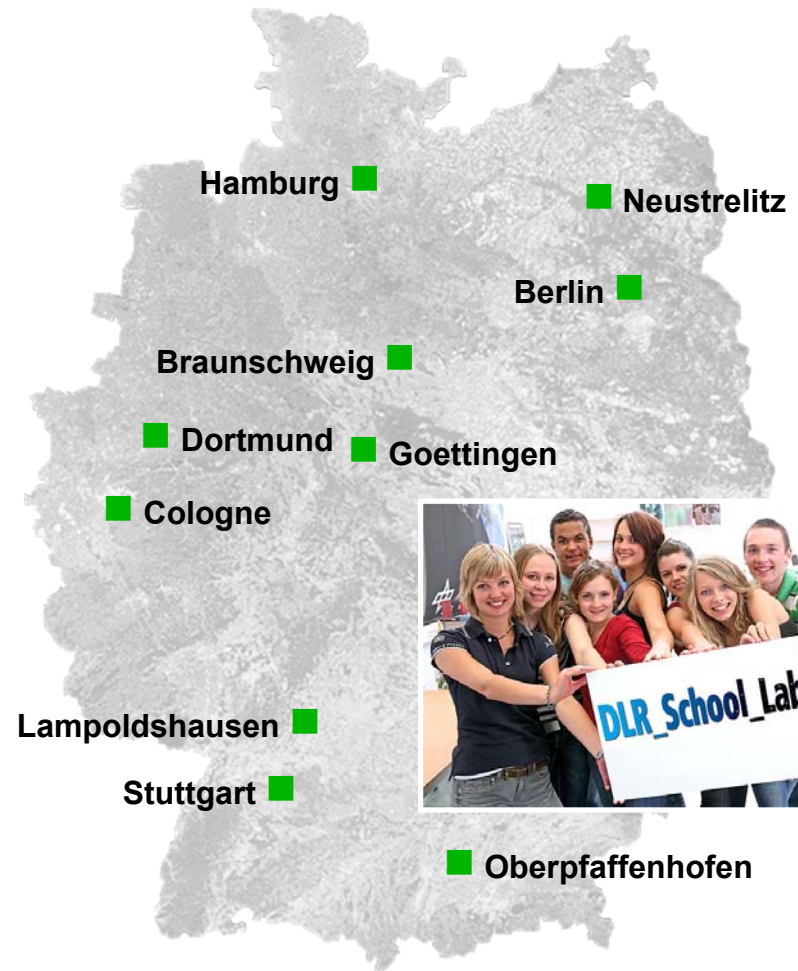 Hamburg
Neustrelitz
Berlin
Braunschweig
Dortmund
Goettingen
Cologne
DLR_School_Lab
Lampoldshausen
Stuttgart
Oberpfaffenhofen